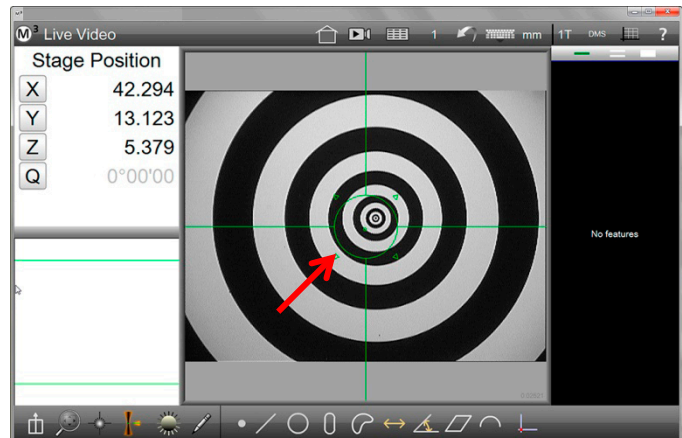 M³ Live Video
1
mm
1T
DMS
?
Stage Position
X 42.294
Y 13.123
Z 5.379
Q 0°00'00
No features